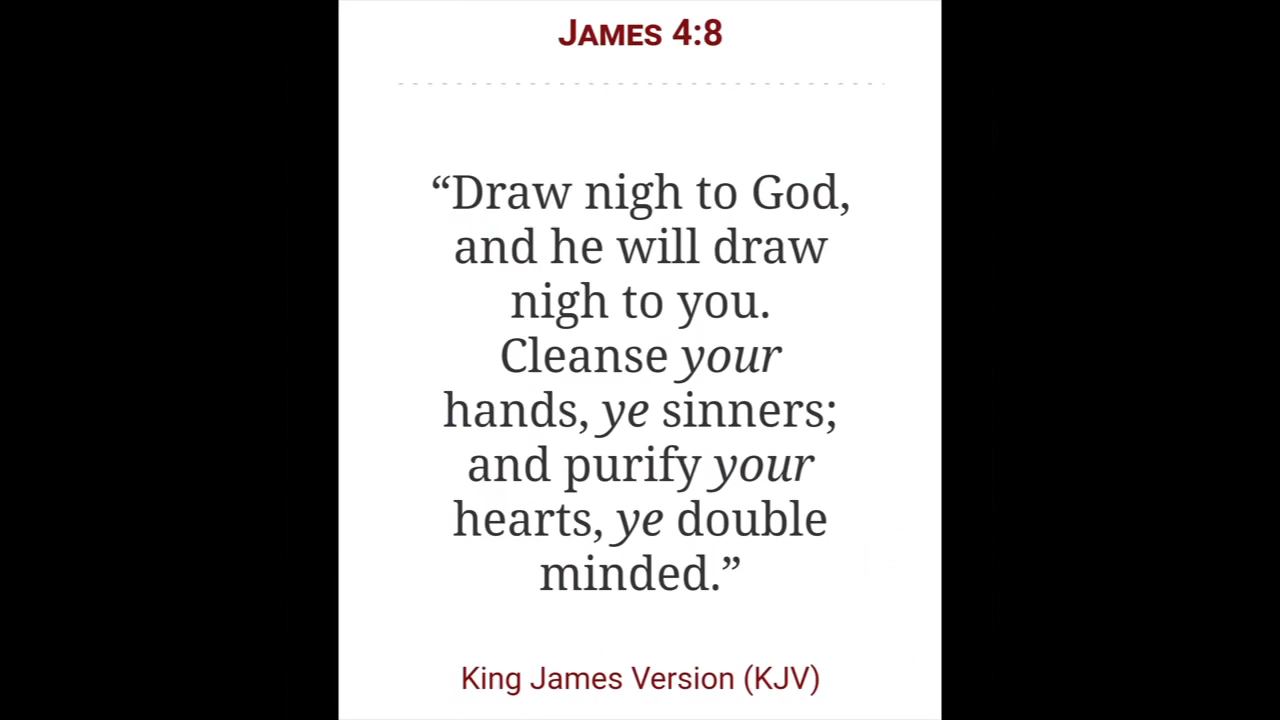 James 4:8
“Draw nigh to God,
and he will draw
nigh to you.
Cleanse your
hands, ye sinners;
and purify your
hearts, ye double
minded.”
King James Version (KJV)